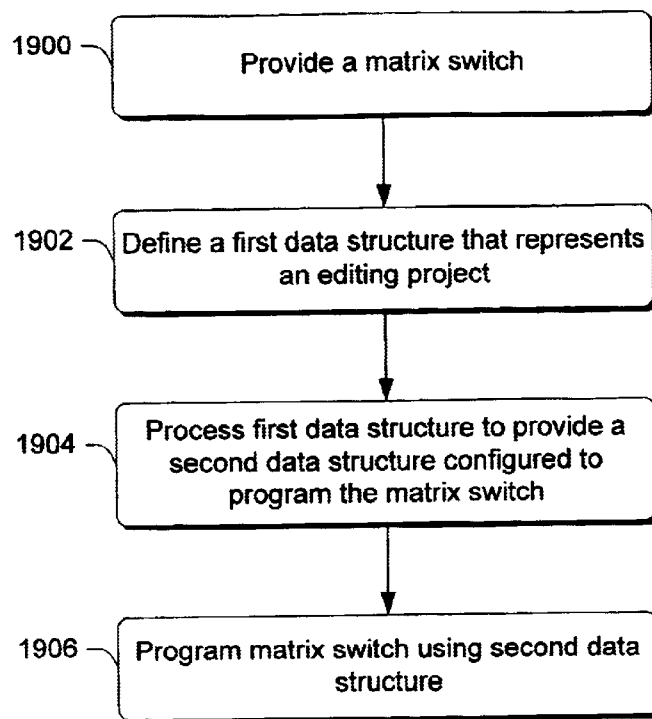 1900
Provide a matrix switch
1902
Define a first data structure that represents
an editing project
1904
Process first data structure to provide a
second data structure configured to
program the matrix switch
1906
Program matrix switch using second data
structure